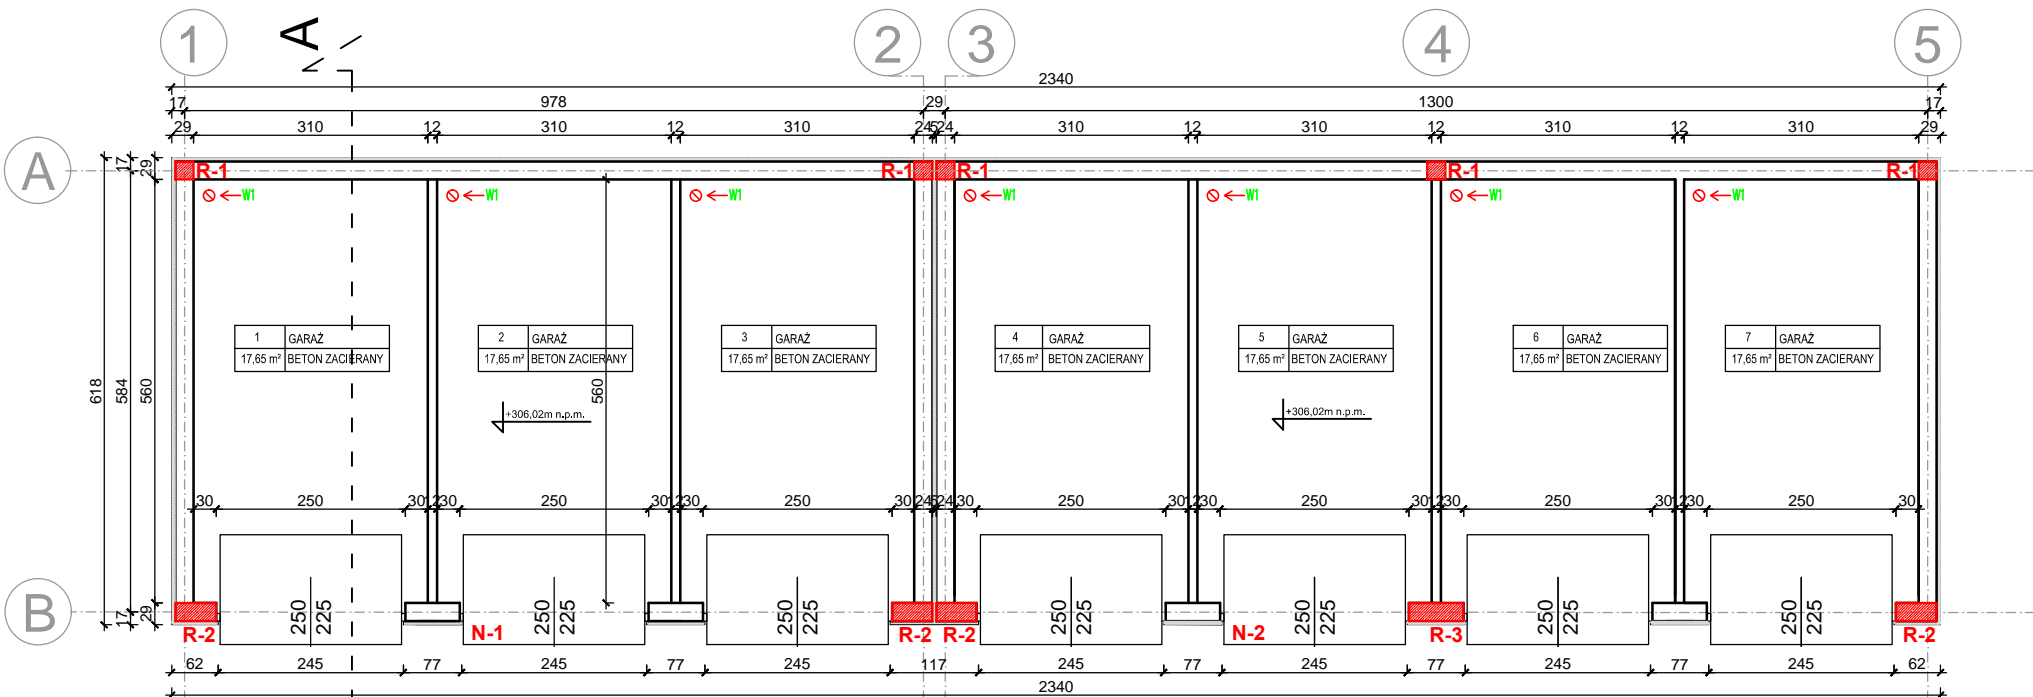 1
A
2
3
4
5
2340
17
978
29
1300
17
29
310
12
310
12
310
24
5
24
310
12
310
12
310
12
310
29
A
17
29
R-1
R-1
R-1
R-1
R-1
W1
W1
W1
W1
W1
W1
W1
1 GARAŻ
17,65 m² BETON ZACIERANY
2 GARAŻ
17,65 m² BETON ZACIERANY
3 GARAŻ
17,65 m² BETON ZACIERANY
4 GARAŻ
17,65 m² BETON ZACIERANY
5 GARAŻ
17,65 m² BETON ZACIERANY
6 GARAŻ
17,65 m² BETON ZACIERANY
7 GARAŻ
17,65 m² BETON ZACIERANY
618
584
560
560
+306,02m n.p.m.
+306,02m n.p.m.
30
250
30
12
30
250
30
12
30
250
30
24
5
24
30
250
30
12
30
250
30
12
30
250
30
12
30
250
30
B
17
29
250
225
250
225
250
225
250
225
250
225
250
225
250
225
R-2
N-1
R-2
R-2
N-2
R-3
R-2
62
245
77
245
77
245
117
245
77
245
77
245
77
245
62
2340